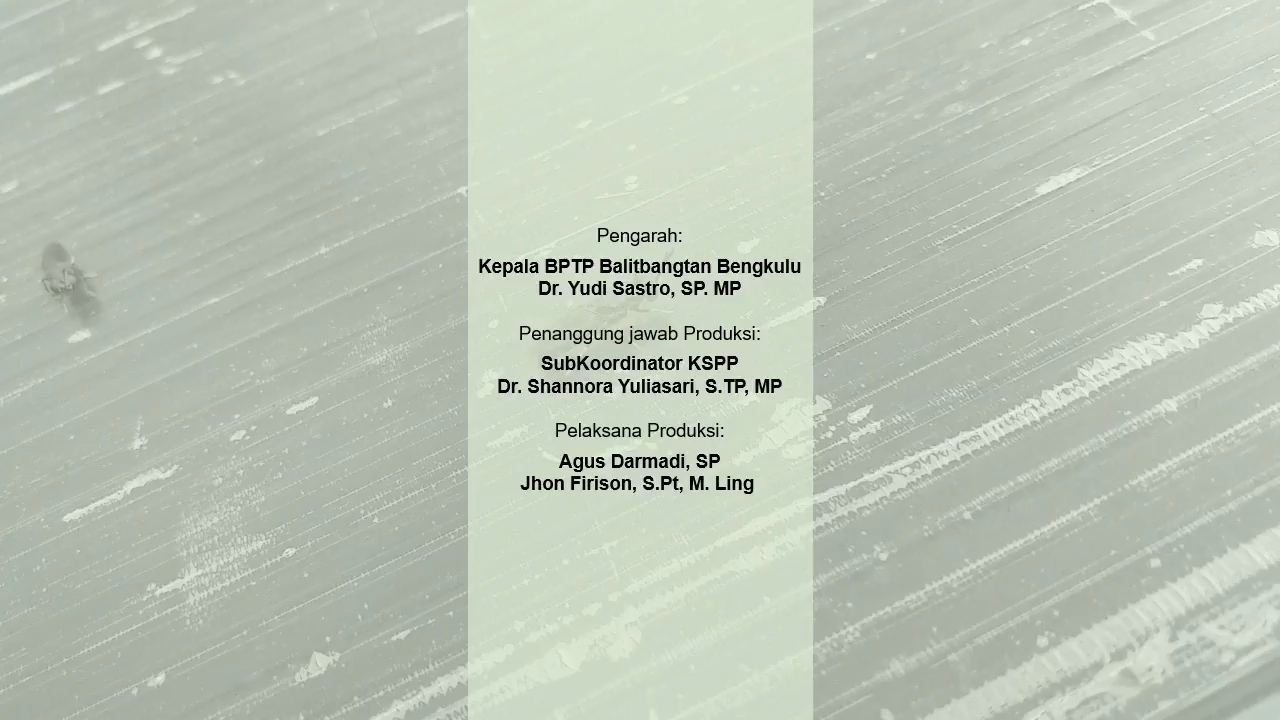 Pengarah:
Kepala BPTP Balitbangtan Bengkulu
Dr. Yudi Sastro, SP. MP
Penanggung jawab Produksi:
SubKoordinator KSPP
Dr. Shannora Yuliasari, S.TP, MP
Pelaksana Produksi:
Agus Darmadi, SP
Jhon Firison, S.Pt, M. Ling